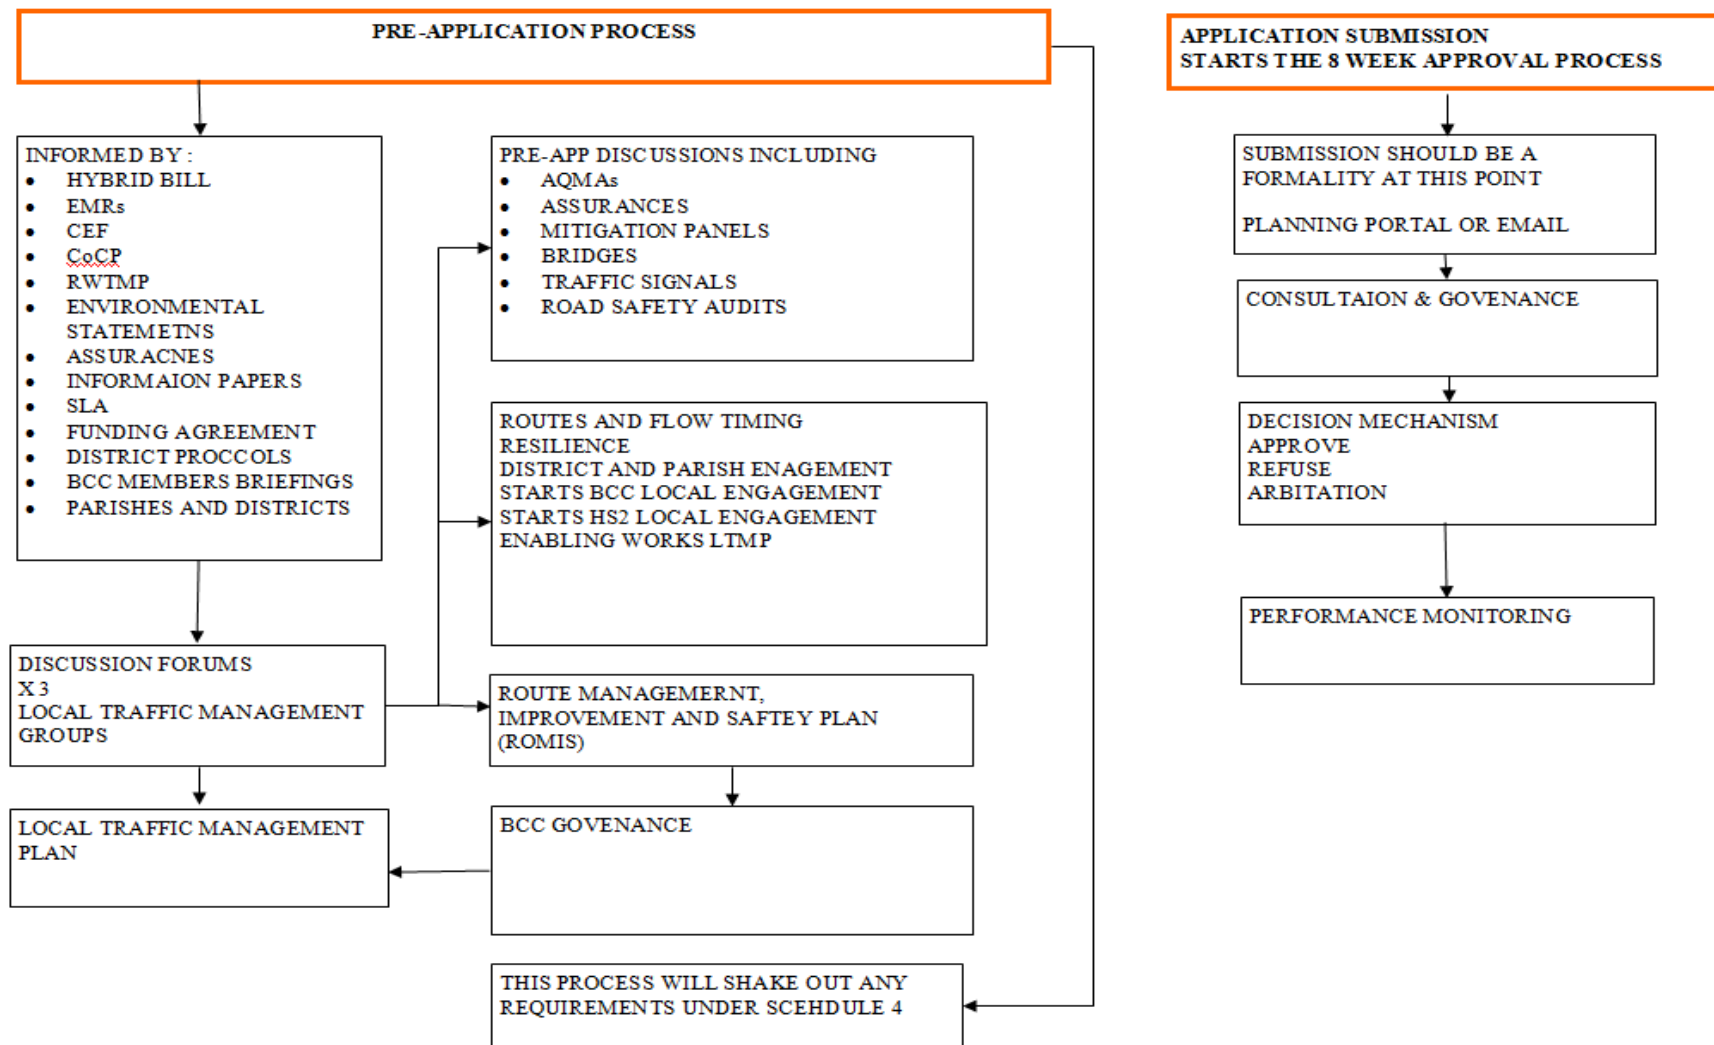 PRE-APPLICATION PROCESS
INFORMED BY :
• HYBRID BILL
• EMRs
• CEF
• CoCP
• RWTMP
• ENVIRONMENTAL
STATEMETNS
• ASSURACNES
• INFORMAION PAPERS
• SLA
• FUNDING AGREEMENT
• DISTRICT PROCCOLS
• BCC MEMBERS BRIEFINGS
• PARISHES AND DISTRICTS
DISCUSSION FORUMS
X 3
LOCAL TRAFFIC MANAGEMENT
GROUPS
LOCAL TRAFFIC MANAGEMENT
PLAN
PRE-APP DISCUSSIONS INCLUDING
• AQMAs
• ASSURANCES
• MITIGATION PANELS
• BRIDGES
• TRAFFIC SIGNALS
• ROAD SAFETY AUDITS
ROUTES AND FLOW TIMING
RESILIENCE
DISTRICT AND PARISH ENAGEMENT
STARTS BCC LOCAL ENGAGEMENT
STARTS HS2 LOCAL ENGAGEMENT
ENABLING WORKS LTMP
ROUTE MANAGEMERNT,
IMPROVEMENT AND SAFTEY PLAN
(ROMIS)
BCC GOVENANCE
THIS PROCESS WILL SHAKE OUT ANY
REQUIREMENTS UNDER SCEHDULE 4
APPLICATION SUBMISSION
STARTS THE 8 WEEK APPROVAL PROCESS
SUBMISSION SHOULD BE A
FORMALITY AT THIS POINT
PLANNING PORTAL OR EMAIL
CONSULTAION & GOVENANCE
DECISION MECHANISM
APPROVE
REFUSE
ARBITATION
PERFORMANCE MONITORING